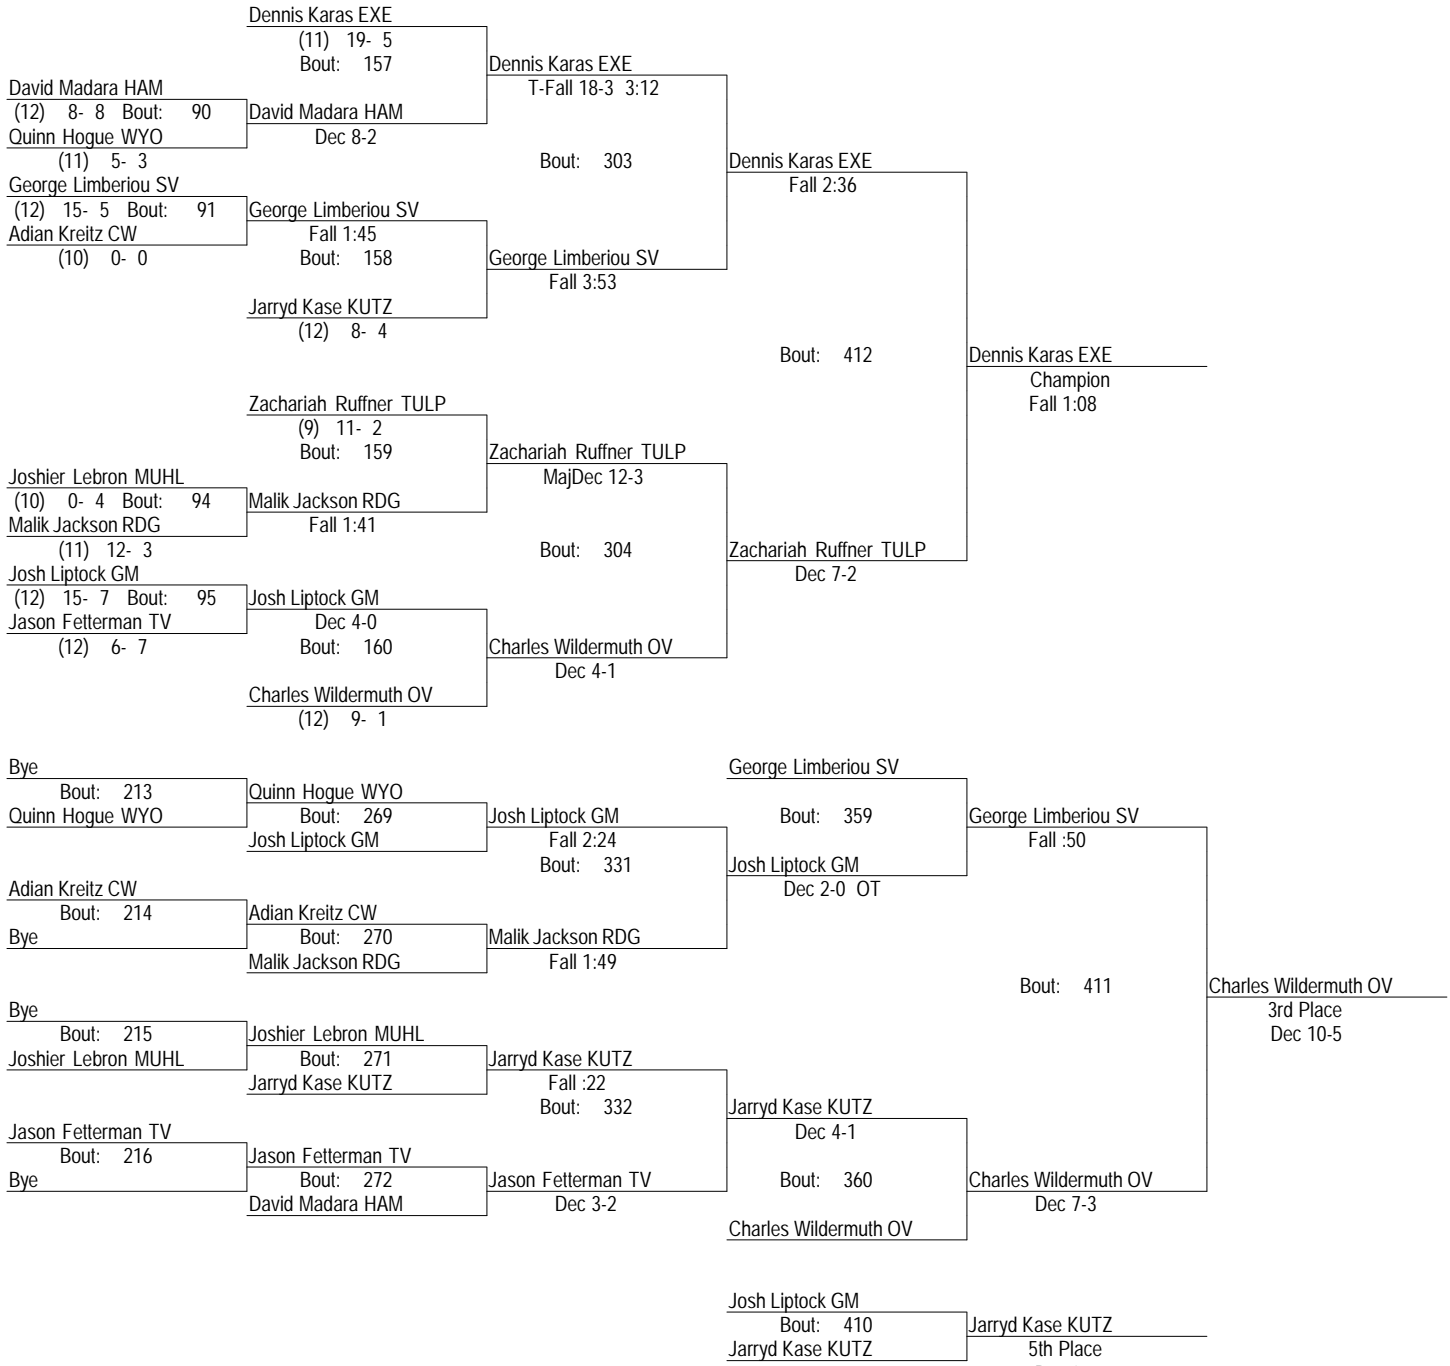 Dennis Karas EXE
(11) 19- 5
Bout: 157
Dennis Karas EXE
David Madara HAM
T-Fall 18-3 3:12
(12) 8- 8 Bout: 90
David Madara HAM
Quinn Hogue WYO
Dec 8-2
(11) 5- 3
Bout: 303
Dennis Karas EXE
George Limberiou SV
Fall 2:36
(12) 15- 5 Bout: 91
George Limberiou SV
Adian Kreitz CW
Fall 1:45
(10) 0- 0
Bout: 158
George Limberiou SV
Fall 3:53
Jarryd Kase KUTZ
(12) 8- 4
Bout: 412
Dennis Karas EXE
Champion
Fall 1:08
Zachariah Ruffner TULP
(9) 11- 2
Bout: 159
Zachariah Ruffner TULP
Joshier Lebron MUHL
MajDec 12-3
(10) 0- 4 Bout: 94
Malik Jackson RDG
Malik Jackson RDG
Fall 1:41
(11) 12- 3
Bout: 304
Zachariah Ruffner TULP
Josh Liptock GM
Dec 7-2
(12) 15- 7 Bout: 95
Josh Liptock GM
Jason Fetterman TV
Dec 4-0
(12) 6- 7
Bout: 160
Charles Wildermuth OV
Dec 4-1
Charles Wildermuth OV
(12) 9- 1
Bye
George Limberiou SV
Bout: 213
Quinn Hogue WYO
Quinn Hogue WYO
Bout: 269
Josh Liptock GM
Bout: 359
George Limberiou SV
Josh Liptock GM
Fall 2:24
Fall :50
Bout: 331
Josh Liptock GM
Adian Kreitz CW
Dec 2-0 OT
Bout: 214
Adian Kreitz CW
Bye
Bout: 270
Malik Jackson RDG
Malik Jackson RDG
Fall 1:49
Bout: 411
Charles Wildermuth OV
Bye
3rd Place
Bout: 215
Joshier Lebron MUHL
Dec 10-5
Joshier Lebron MUHL
Bout: 271
Jarryd Kase KUTZ
Jarryd Kase KUTZ
Fall :22
Bout: 332
Jarryd Kase KUTZ
Jason Fetterman TV
Dec 4-1
Bout: 216
Jason Fetterman TV
Bye
Bout: 272
Jason Fetterman TV
Bout: 360
Charles Wildermuth OV
David Madara HAM
Dec 3-2
Dec 7-3
Charles Wildermuth OV
Josh Liptock GM
Bout: 410
Jarryd Kase KUTZ
Jarryd Kase KUTZ
5th Place